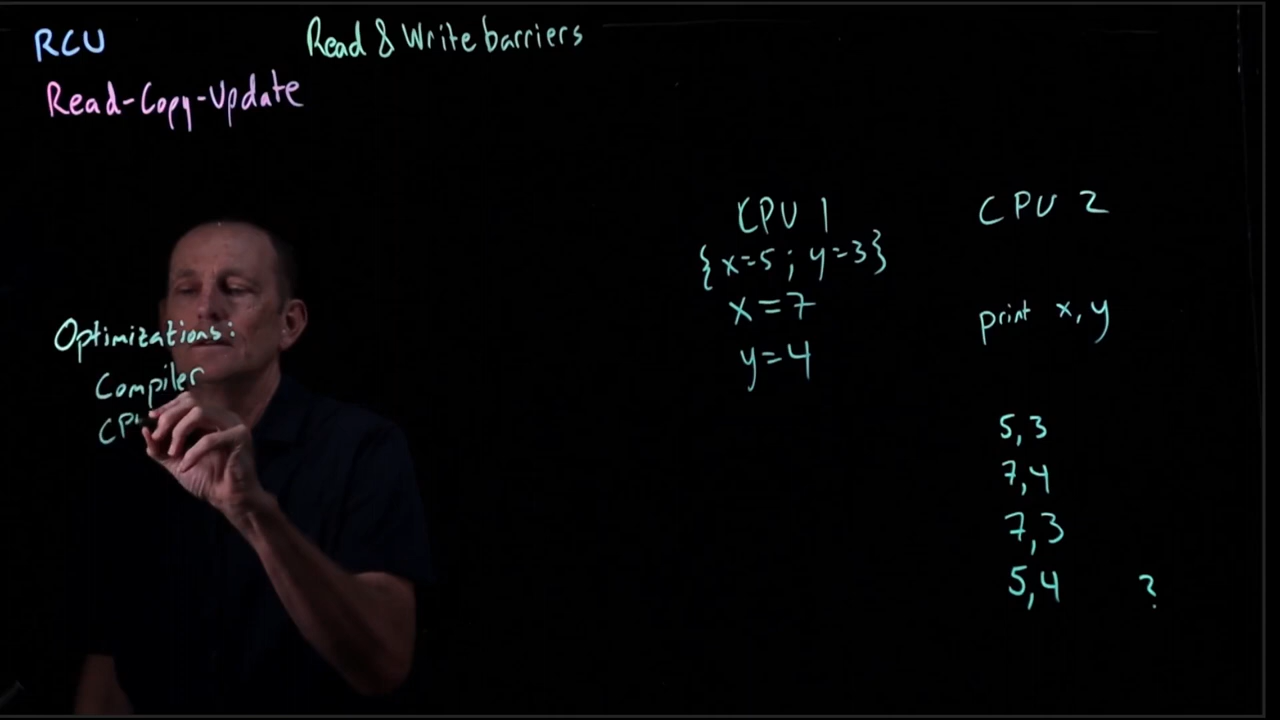 RCU
Read & Write barriers
Read-Copy-Update
Optimizations:
Compiler
CPU
CPU 1
{x=5; y=3}
x=7
y=4
CPU 2
print x, y
5,3
7,4
7,3
5,4 ?